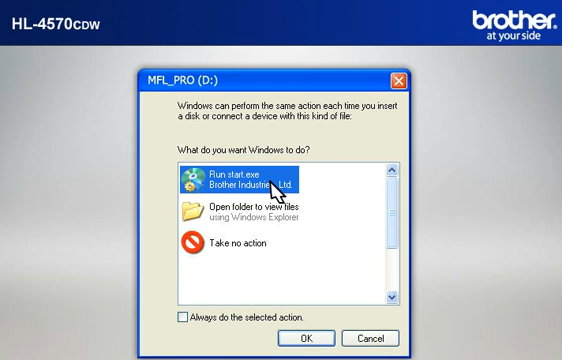 HL-4570CDW
brother
at your side
MFL_PRO (D:)
Windows can perform the same action each time you insert
a disk or connect a device with this kind of file:
What do you want Windows to do?
Run start.exe
Brother Industries, Ltd.
Open folder to view files
using Windows Explorer
Take no action
Always do the selected action.
OK
Cancel